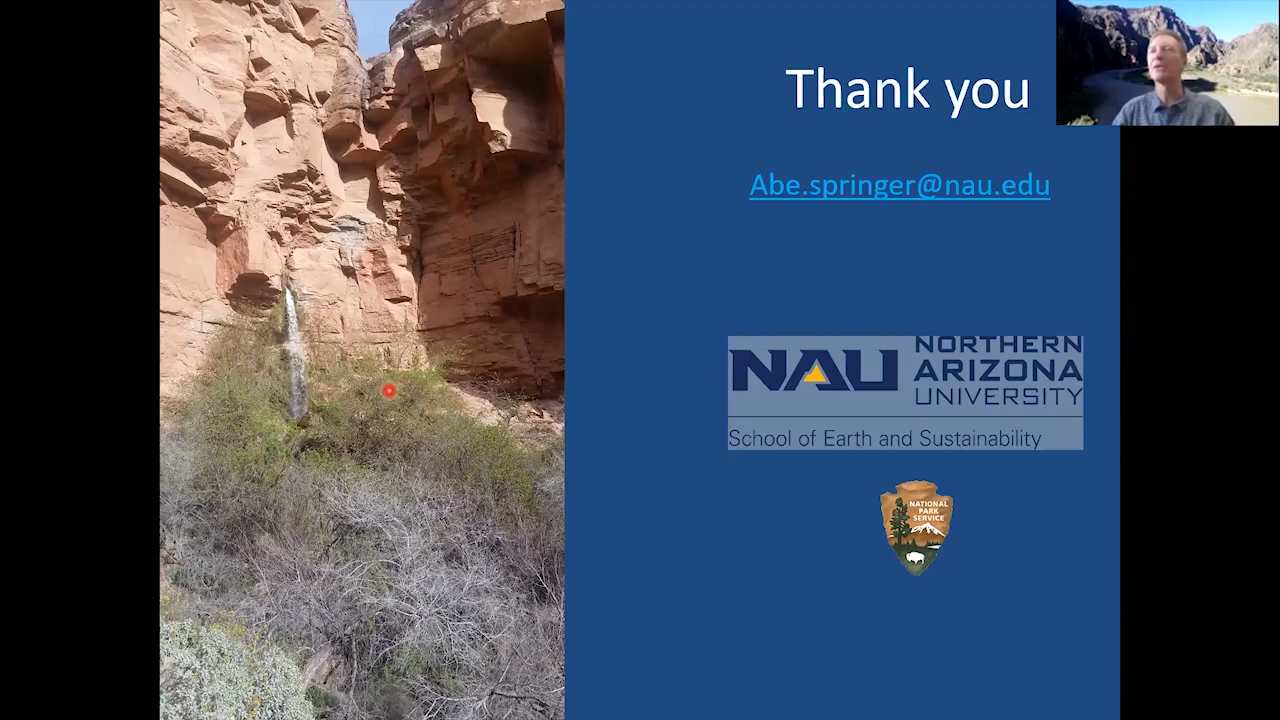 Thank you
Abe.springer@nau.edu
NAU
NORTHERN
ARIZONA
UNIVERSITY
School of Earth and Sustainability
NATIONAL
PARK
SERVICE